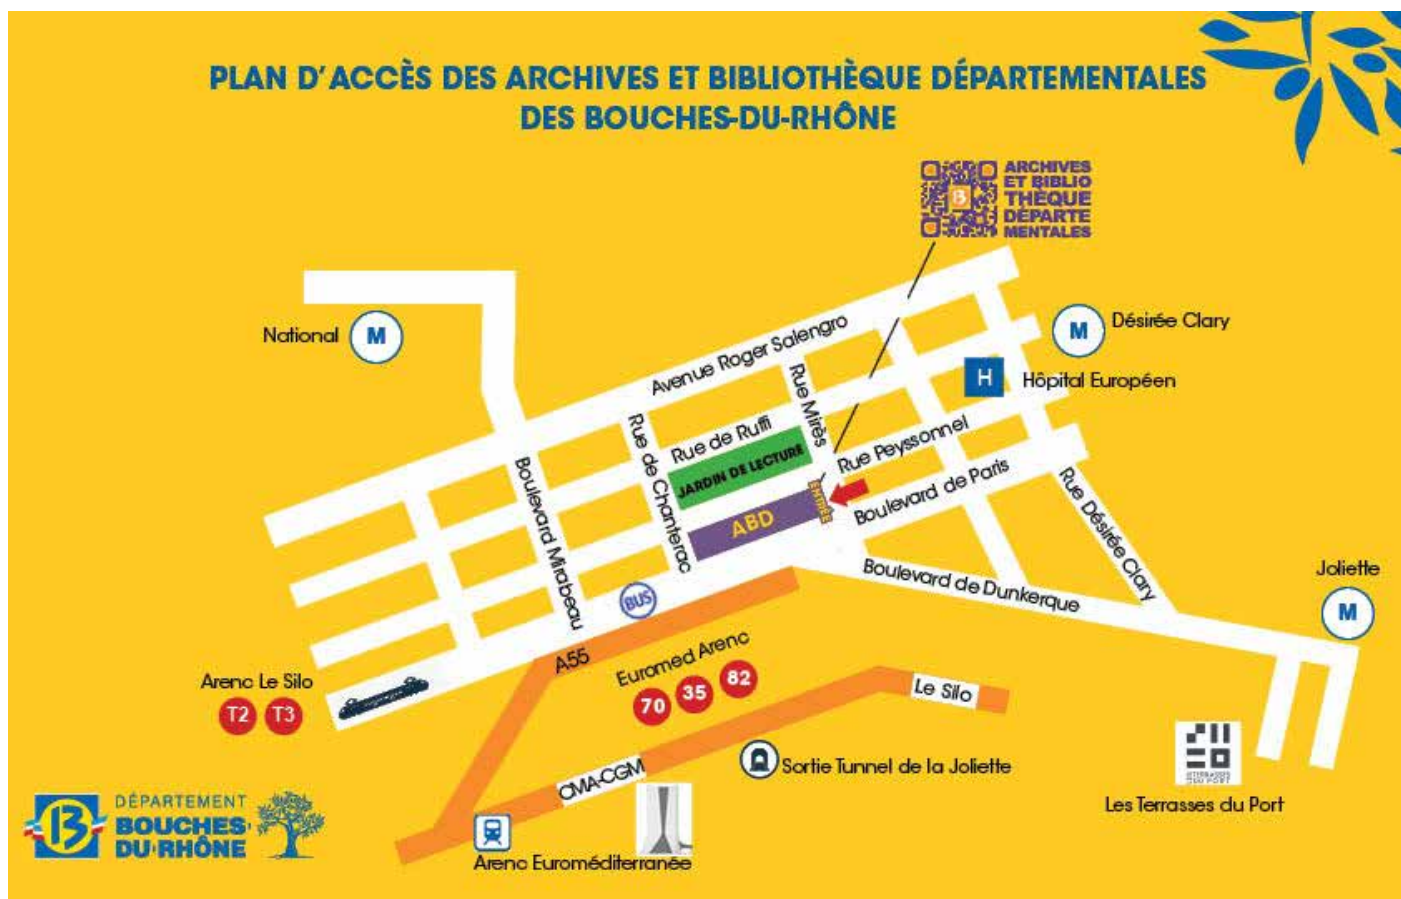 PLAN D'ACCÈS DES ARCHIVES ET BIBLIOTHÈQUE DÉPARTEMENTALES
DES BOUCHES-DU-RHÔNE
13
ARCHIVES
ET BIBLIO
THÈQUE
DÉPARTE
MENTALES
National
M
Avenue Roger Salengro
M
Désirée Clary
H
Hôpital Européen
Rue Mirès
Rue de Ruffi
Rue de Chanterac
JARDIN DE LECTURE
Rue Peyssonnel
Boulevard Mirabeau
ABD
ENTRÉE
Boulevard de Paris
Rue Désirée Clary
Boulevard de Dunkerque
Joliette
M
BUS
A55
Euromed Arenc
70
35
82
Arenc Le Silo
T2
T3
Le Silo
CMA-CGM
Sortie Tunnel de la Joliette
Les Terrasses du Port
Arenc Euroméditerranée
13
DÉPARTEMENT
BOUCHES-
DU-RHÔNE